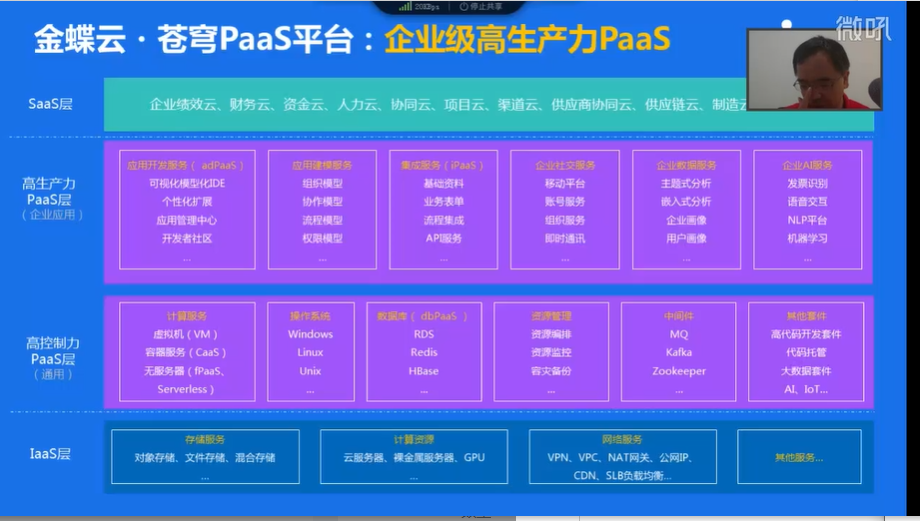 20Kbps
停止共享
微吼
金蝶云·苍穹PaaS平台：企业级高生产力PaaS
SaaS层
企业绩效云、财务云、资金云、人力云、协同云、项目云、渠道云、供应商协同云、供应链云、制造云
高生产力
PaaS层
（企业应用）
应用开发服务（ adPaaS）
可视化模型化IDE
个性化扩展
应用管理中心
开发者社区
...
应用建模服务
组织模型
协作模型
流程模型
权限模型
...
集成服务（iPaaS）
基础资料
业务表单
流程集成
API服务
...
企业社交服务
移动平台
账号服务
组织服务
即时通讯
...
企业数据服务
主题式分析
嵌入式分析
企业画像
用户画像
...
企业AI服务
发票识别
语音交互
NLP平台
机器学习
...
高控制力
PaaS层
（通用）
计算服务
虚拟机（VM）
容器服务（CaaS）
无服务器（fPaaS、
Serverless）
操作系统
Windows
Linux
Unix
...
数据库（ dbPaaS ）
RDS
Redis
HBase
...
资源管理
资源编排
资源监控
容灾备份
...
中间件
MQ
Kafka
Zookeeper
...
其他套件
高代码开发套件
代码托管
大数据套件
AI、IoT...
IaaS层
存储服务
对象存储、文件存储、混合存储
...
计算资源
云服务器、裸金属服务器、GPU
...
网络服务
VPN、VPC、NAT网关、公网IP、
CDN、SLB负载均衡...
其他服务...